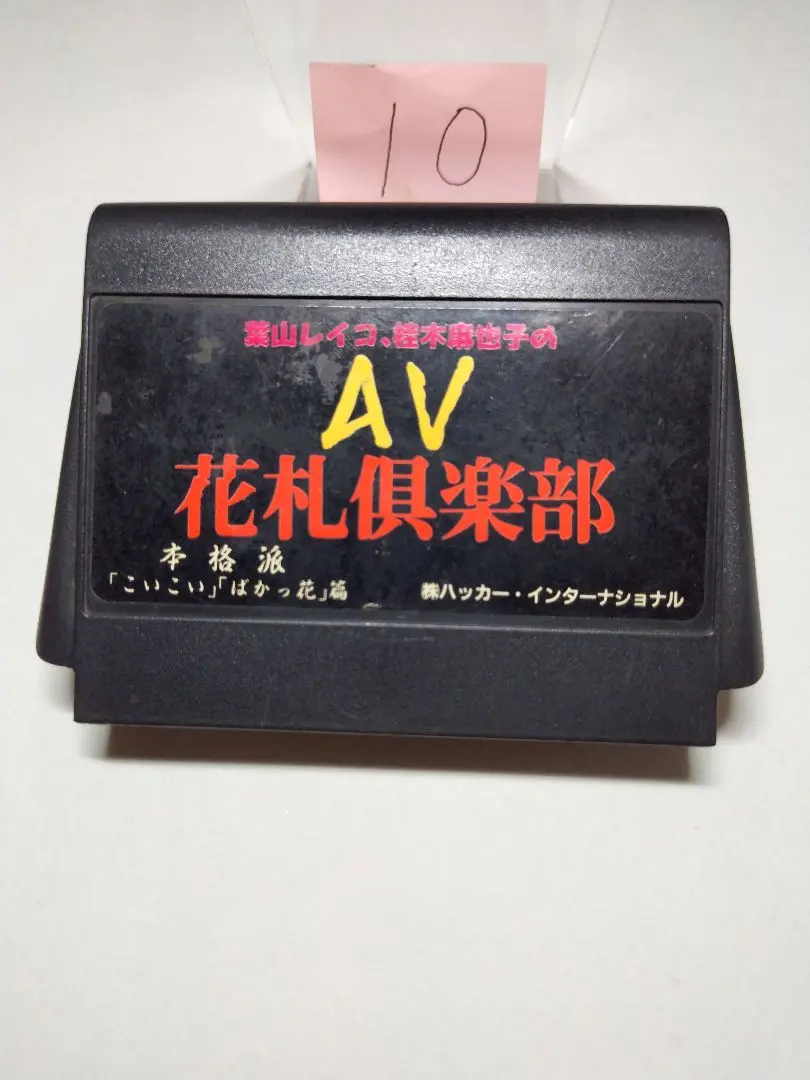 10
葉山レイコ、桂木麻也子の
AV
花札倶楽部
本格派
「こいこい」「ばかっ花」篇
㈱ハッカー・インターナショナル